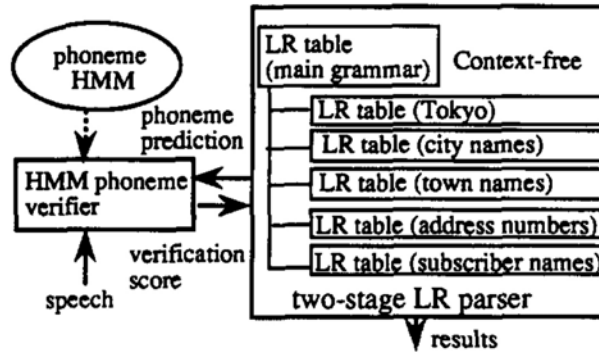 phoneme
HMM
phoneme
prediction
HMM phoneme
verifier
verification
score
speech
LR table
(main grammar)
Context-free
LR table (Tokyo)
LR table (city names)
LR table (town names)
LR table (address numbers)
LR table (subscriber names)
two-stage LR parser
results